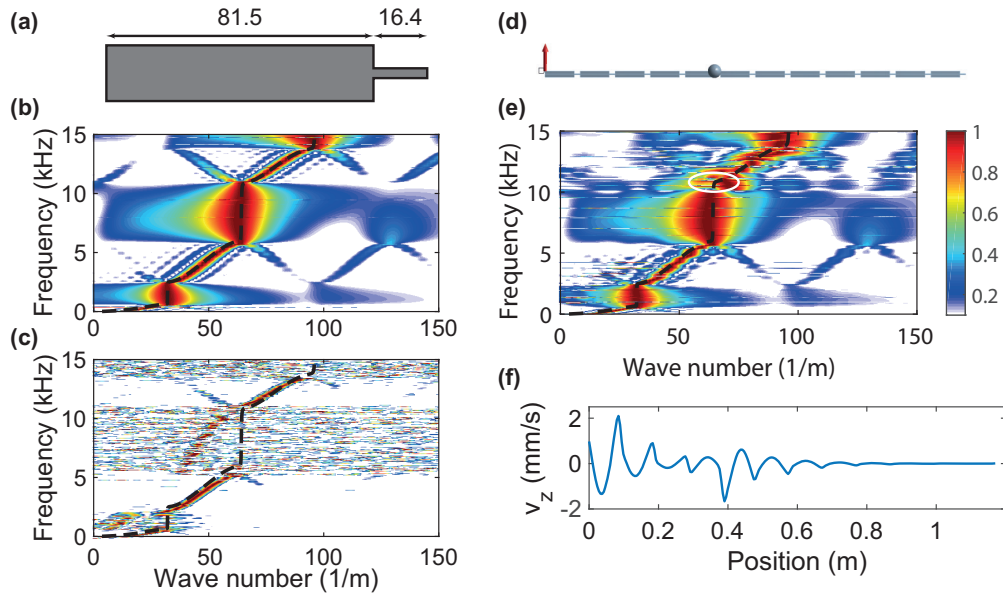 (a)
81.5 16.4
(b)
Frequency (kHz)
15
10
5
0
0 50 100 150
(c)
Frequency (kHz)
15
10
5
0
0 50 100 150
Wave number (1/m)
(d)
(e)
Frequency (kHz)
15
10
5
0
0 50 100 150
Wave number (1/m)
1
0.8
0.6
0.4
0.2
(f)
v_z (mm/s)
2
0
-2
0 0.2 0.4 0.6 0.8 1
Position (m)